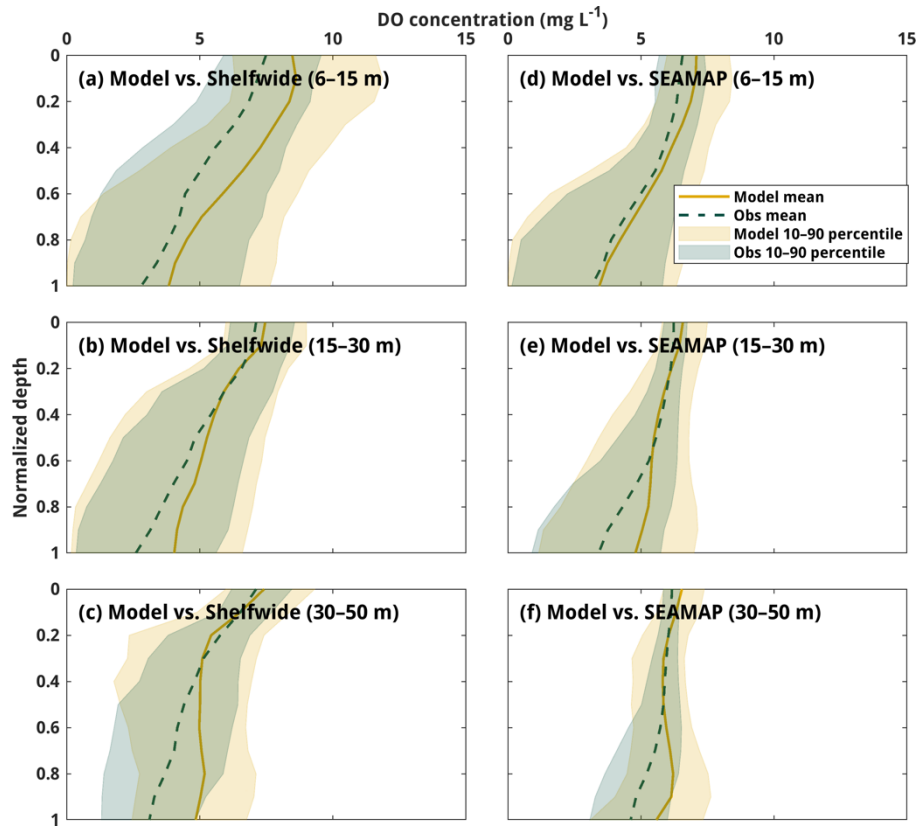 DO concentration (mg L-1)
0 5 10 15 0 5 10 15
0
0.2
0.4
0.6
0.8
1
(a) Model vs. Shelfwide (6–15 m)
(d) Model vs. SEAMAP (6–15 m)
Model mean
Obs mean
Model 10–90 percentile
Obs 10–90 percentile
Normalized depth
0
0.2
0.4
0.6
0.8
1
(b) Model vs. Shelfwide (15–30 m)
(e) Model vs. SEAMAP (15–30 m)
0
0.2
0.4
0.6
0.8
1
(c) Model vs. Shelfwide (30–50 m)
(f) Model vs. SEAMAP (30–50 m)